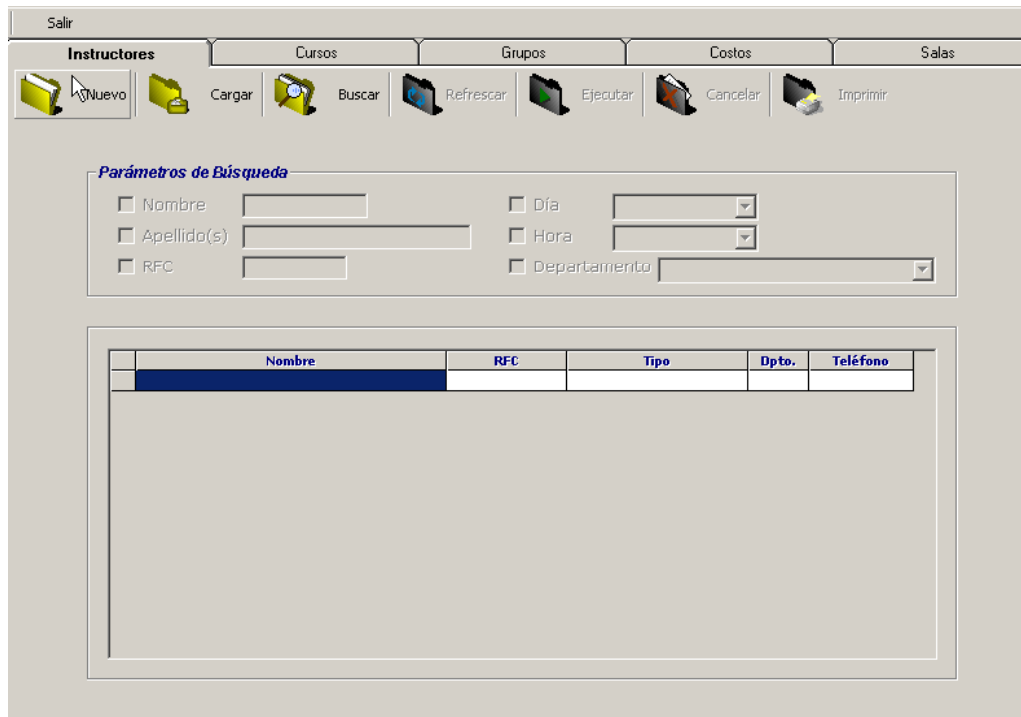 Salir
Instructores Cursos Grupos Costos Salas
Nuevo Cargar Buscar Refrescar Ejecutar Cancelar Imprimir
Parámetros de Búsqueda
Nombre Día
Apellido(s) Hora
RFC Departamento
Nombre RFC Tipo Dpto. Teléfono